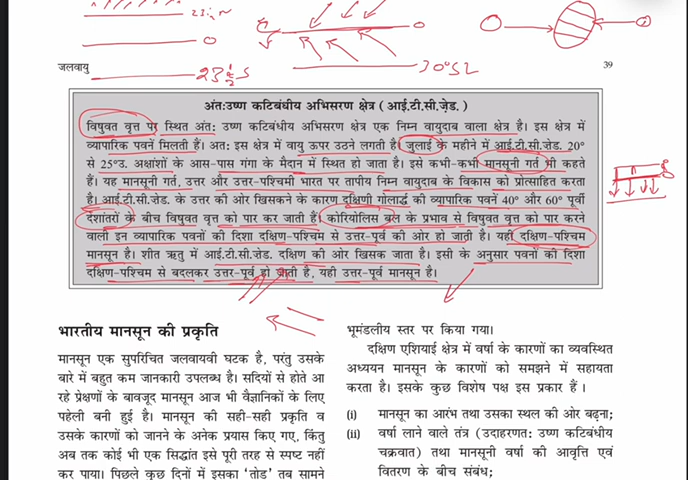 23½ N
0
0
23½ S
30° S
जलवायु
39
अंत:उष्ण कटिबंधीय अभिसरण क्षेत्र ( आई.टी.सी.ज़ेड. )
विषुवत वृत्त पर स्थित अंत: उष्ण कटिबंधीय अभिसरण क्षेत्र एक निम्न वायुदाब वाला क्षेत्र है। इस क्षेत्र में
व्यापारिक पवनें मिलती हैं। अत: इस क्षेत्र में वायु ऊपर उठने लगती है। जुलाई के महीने में आई.टी.सी.ज़ेड. 20°
से 25°उ. अक्षांशों के आस-पास गंगा के मैदान में स्थित हो जाता है। इसे कभी-कभी मानसूनी गर्त भी कहते
हैं। यह मानसूनी गर्त, उत्तर और उत्तर-पश्चिमी भारत पर तापीय निम्न वायुदाब के विकास को प्रोत्साहित करता
है। आई.टी.सी.ज़ेड. के उत्तर की ओर खिसकने के कारण दक्षिणी गोलार्द्ध की व्यापारिक पवनें 40° और 60° पूर्वी
देशांतरों के बीच विषुवत वृत्त को पार कर जाती हैं। कोरियोलिस बल के प्रभाव से विषुवत वृत्त को पार करने
वाली इन व्यापारिक पवनों की दिशा दक्षिण-पश्चिम से उत्तर-पूर्व की ओर हो जाती है। यही दक्षिण-पश्चिम
मानसून है। शीत ऋतु में आई.टी.सी.ज़ेड. दक्षिण की ओर खिसक जाता है। इसी के अनुसार पवनों की दिशा
दक्षिण-पश्चिम से बदलकर उत्तर-पूर्व हो जाती है, यही उत्तर-पूर्व मानसून है।
भारतीय मानसून की प्रकृति
मानसून एक सुपरिचित जलवायवी घटक है, परंतु उसके
बारे में बहुत कम जानकारी उपलब्ध है। सदियों से होते आ
रहे प्रेक्षणों के बावजूद मानसून आज भी वैज्ञानिकों के लिए
पहेली बनी हुई है। मानसून की सही-सही प्रकृति व
उसके कारणों को जानने के अनेक प्रयास किए गए, किंतु
अब तक कोई भी एक सिद्धांत इसे पूरी तरह से स्पष्ट नहीं
कर पाया। पिछले कुछ दिनों में इसका ‘तोड़’ तब सामने
भूमंडलीय स्तर पर किया गया।
दक्षिण एशियाई क्षेत्र में वर्षा के कारणों का व्यवस्थित
अध्ययन मानसून के कारणों को समझने में सहायता
करता है। इसके कुछ विशेष पक्ष इस प्रकार हैं ।
(i) मानसून का आरंभ तथा उसका स्थल की ओर बढ़ना;
(ii) वर्षा लाने वाले तंत्र (उदाहरणत: उष्ण कटिबंधीय
चक्रवात) तथा मानसूनी वर्षा की आवृत्ति एवं
वितरण के बीच संबंध;